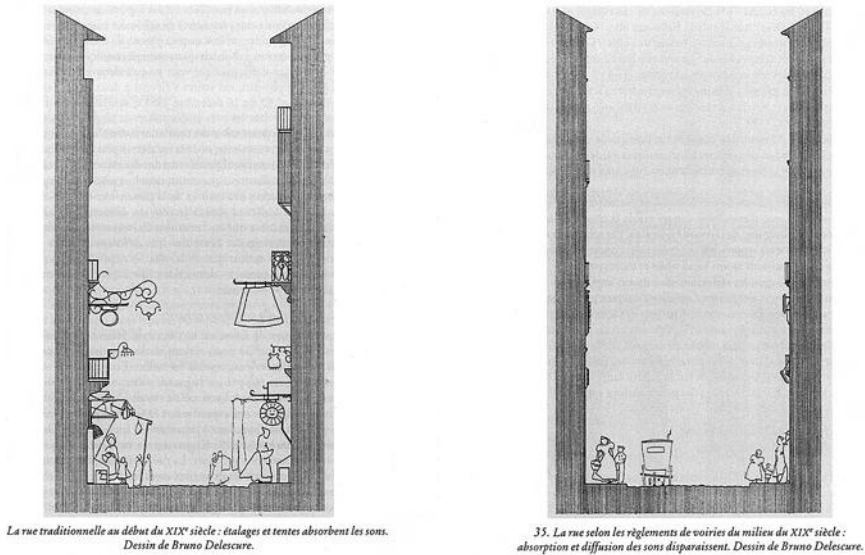 La rue traditionnelle au début du XIXᵉ siècle : étalages et tentes absorbent les sons.
Dessin de Bruno Delescure.
35. La rue selon les règlements de voiries du milieu du XIXᵉ siècle :
absorption et diffusion des sons disparaissent. Dessin de Bruno Delescure.